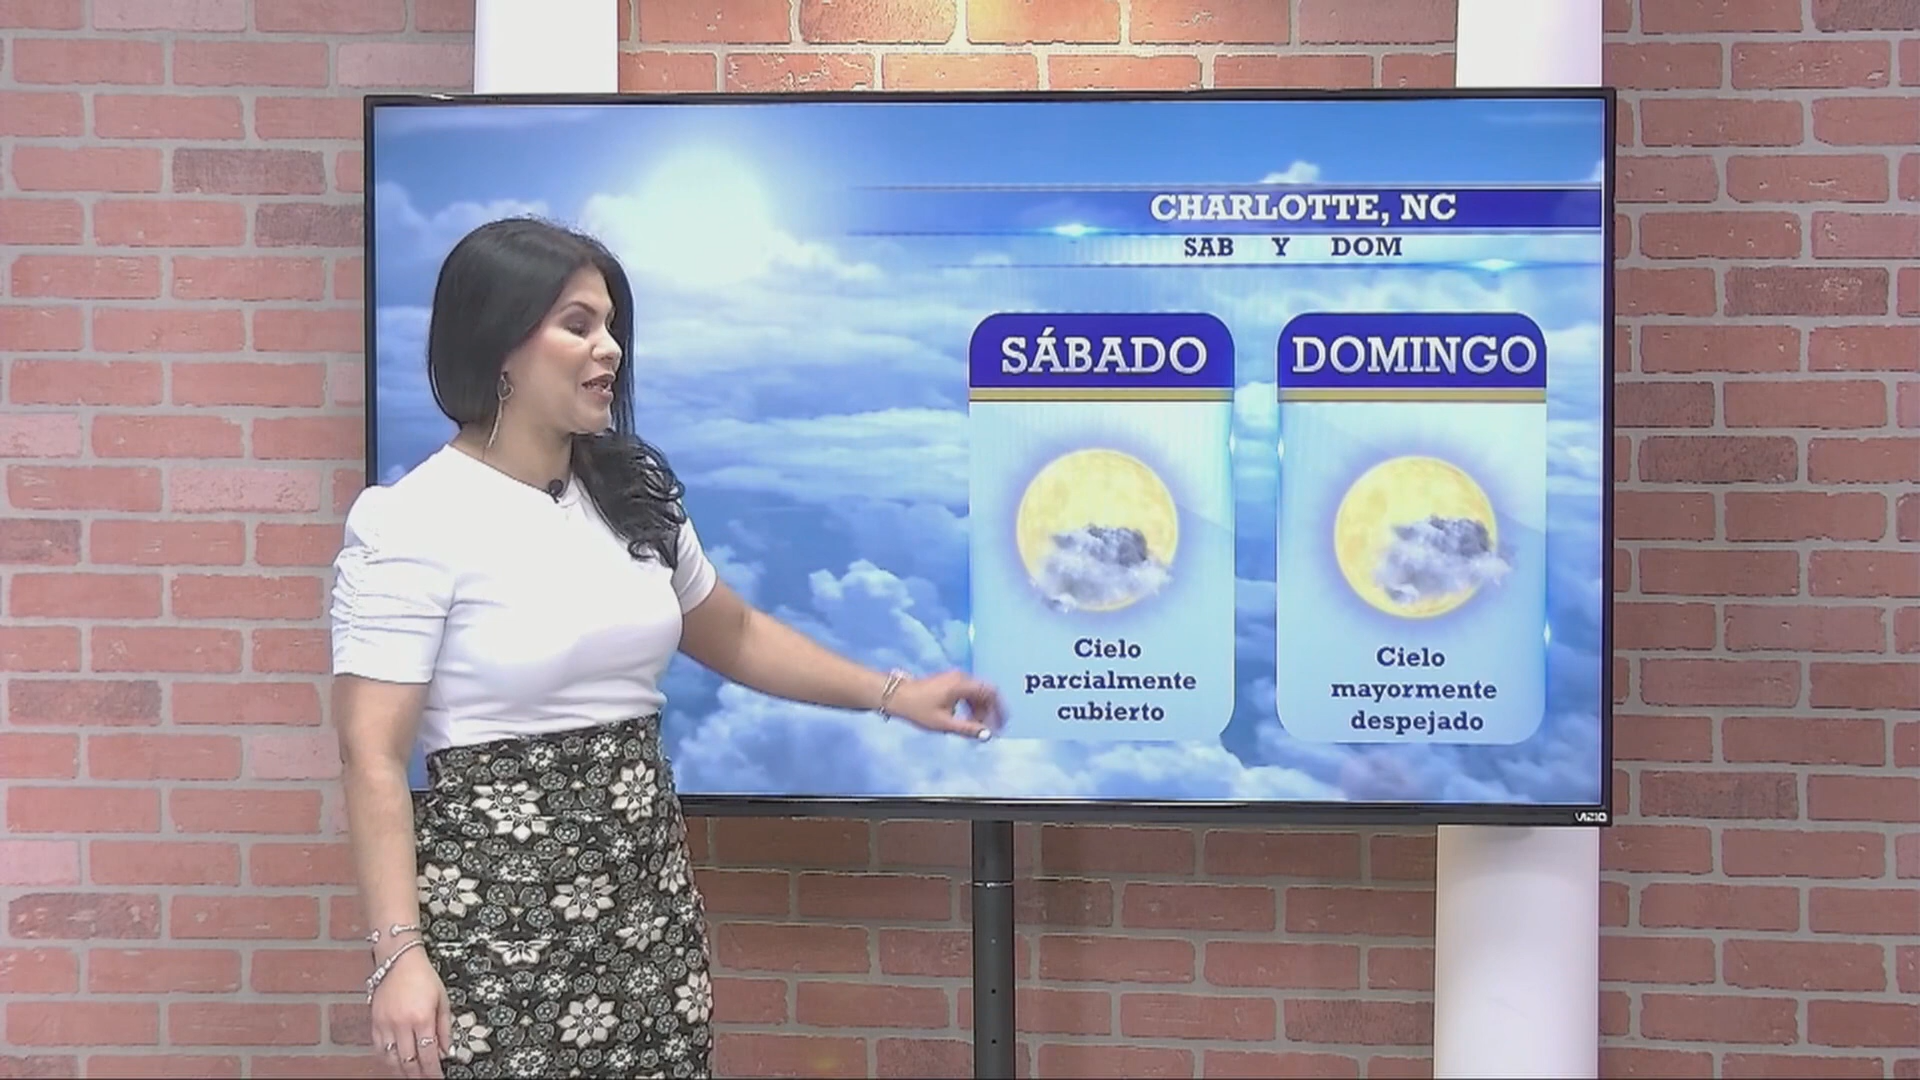 CHARLOTTE, NC
SAB Y DOM
SÁBADO
DOMINGO
Cielo
parcialmente
cubierto
Cielo
mayormente
despejado
VIZIO